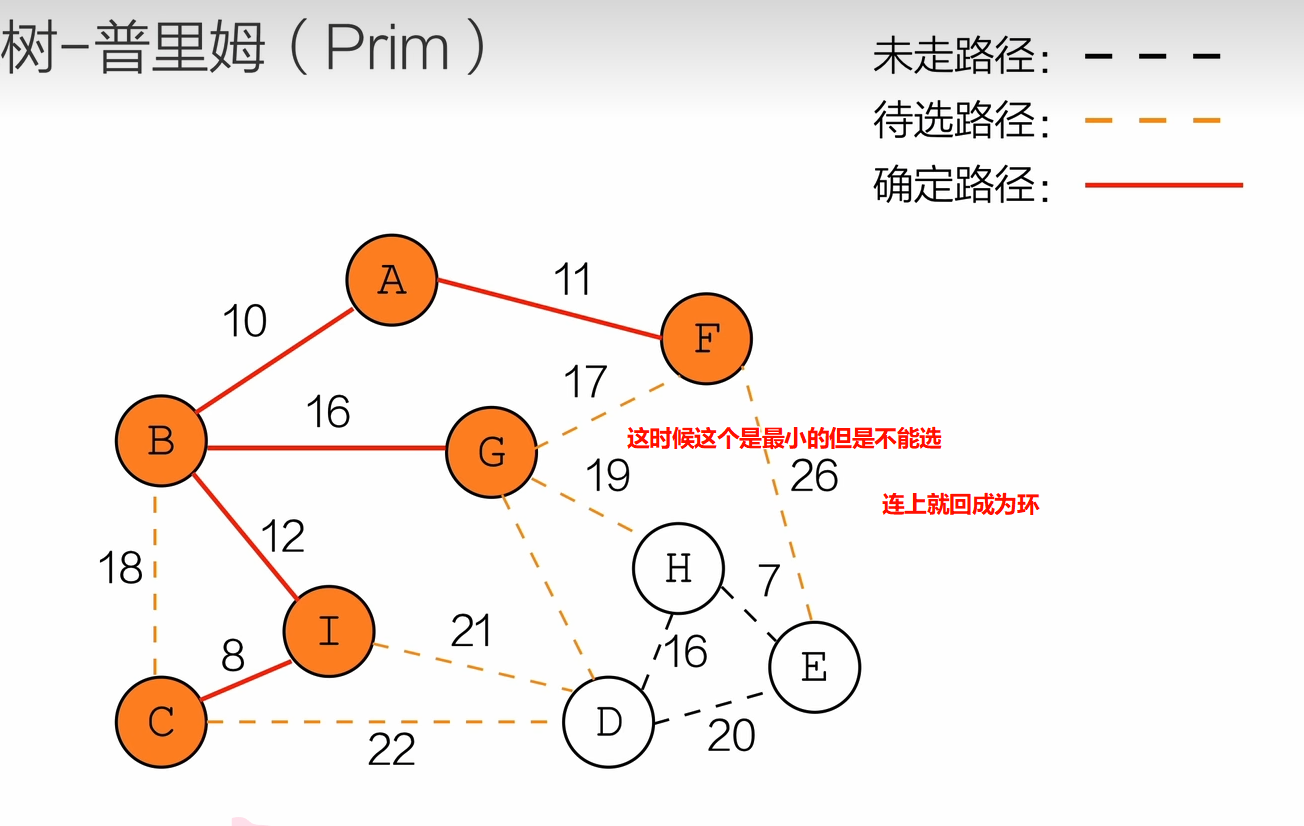 树-普里姆（Prim）
未走路径：
待选路径：
确定路径：
A
11
10
F
17
16
B
G
这时候这个是最小的但是不能选
19
26
连上就回成为环
12
18
H
7
I
21
8
16
E
C
D
20
22